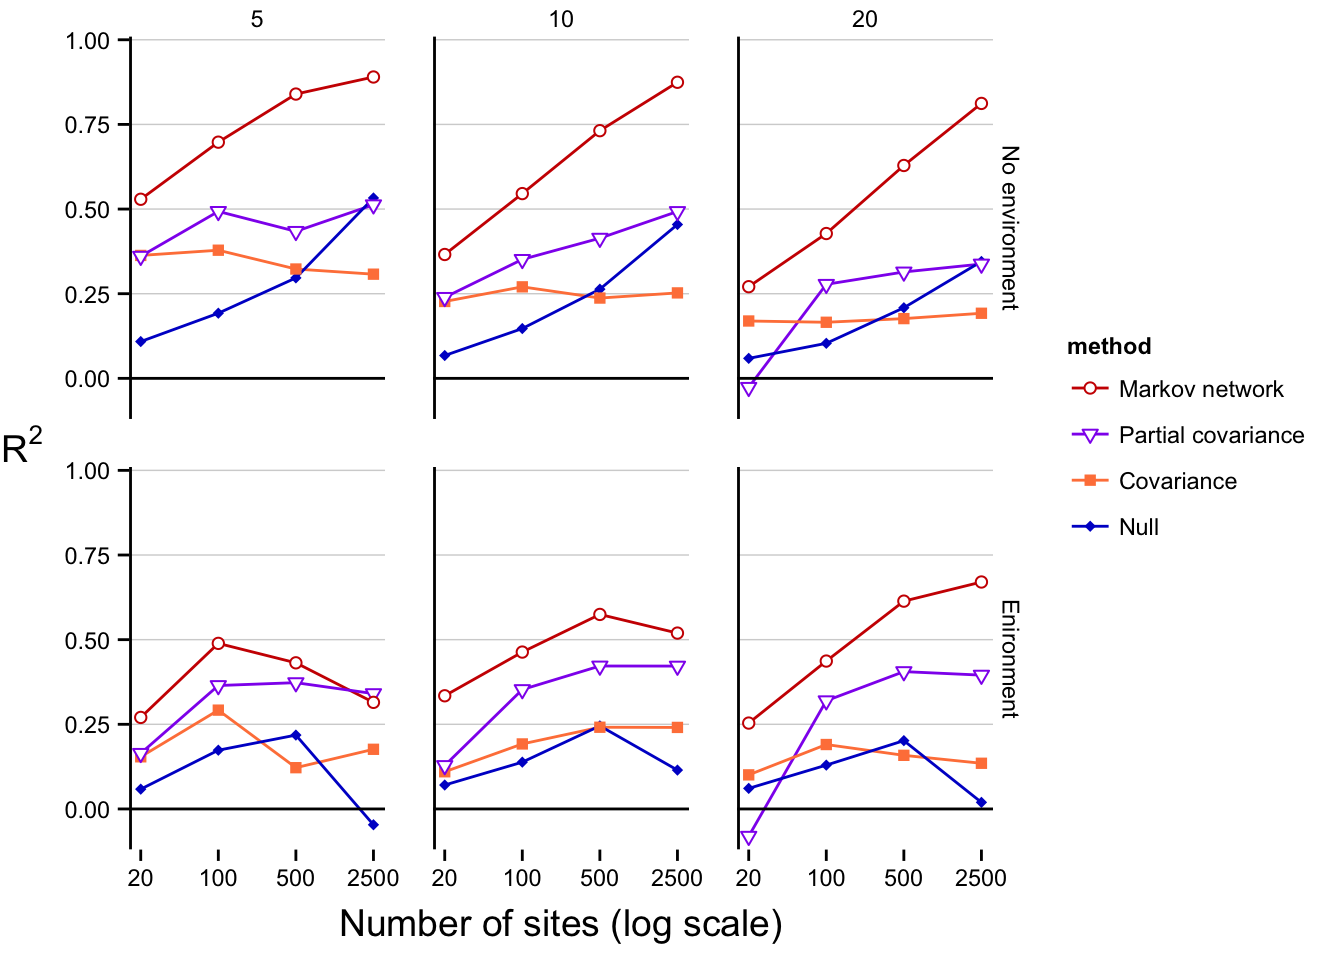 5 10 20
1.00
0.75
0.50
0.25
0.00
No environment
R2
1.00
0.75
0.50
0.25
0.00
Enironment
20 100 500 2500 20 100 500 2500 20 100 500 2500
Number of sites (log scale)
method
Markov network
Partial covariance
Covariance
Null